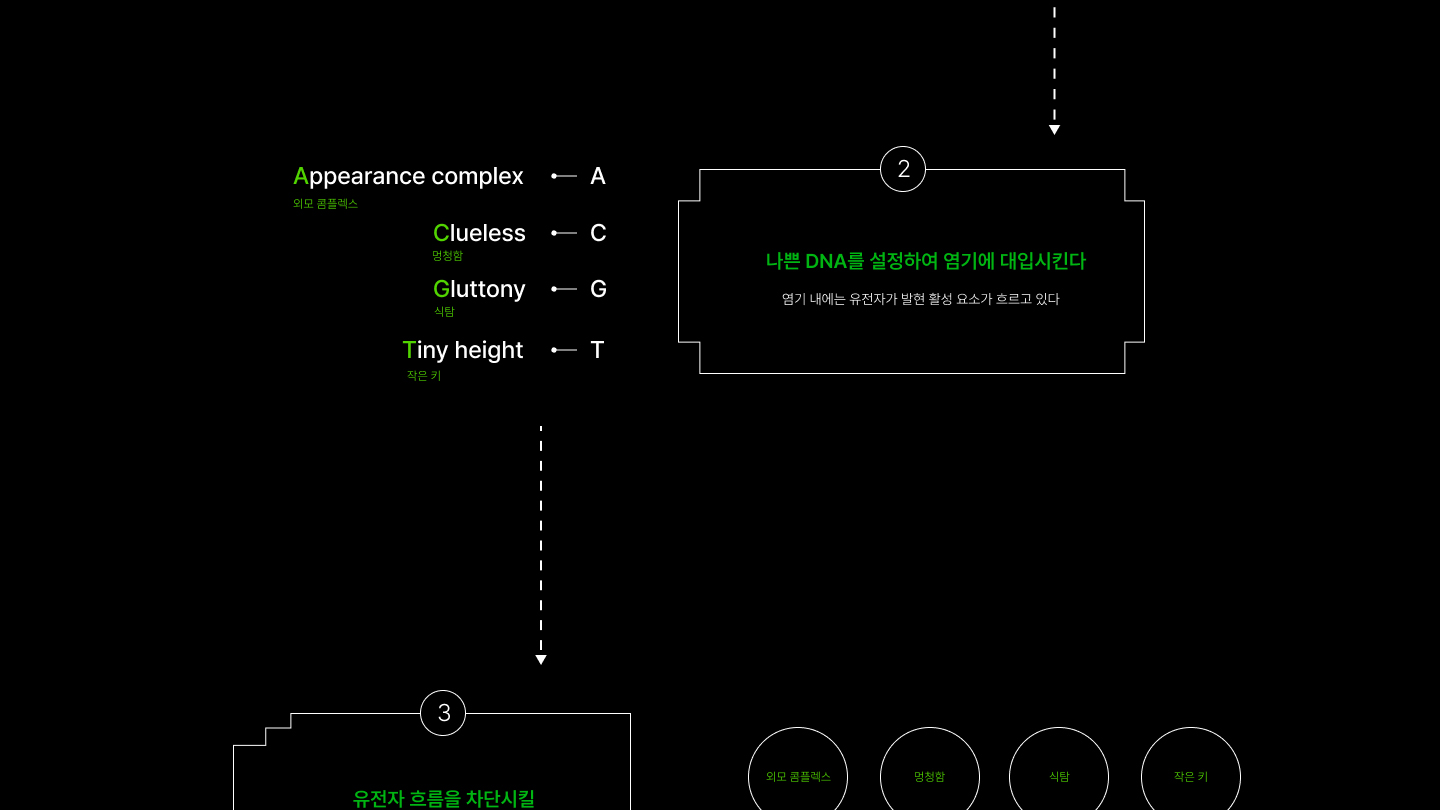 Appearance complex A
외모 콤플렉스
Clueless C
멍청함
Gluttony G
식탐
Tiny height T
작은 키
2
나쁜 DNA를 설정하여 염기에 대입시킨다
염기 내에는 유전자가 발현 활성 요소가 흐르고 있다
3
유전자 흐름을 차단시킬
외모 콤플렉스
멍청함
식탐
작은 키